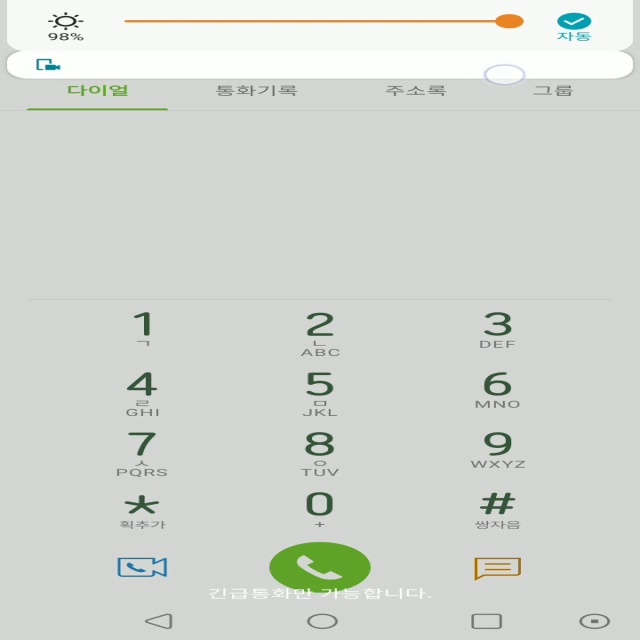 98%
자동
다이얼 통화기록 주소록 그룹
1 2 3
ㄱ ㄴ
ABC DEF
4 5 6
ㄹ ㅁ
GHI JKL MNO
7 8 9
ㅅ ㅇ
PQRS TUV WXYZ
* 0 #
획추가 + 쌍자음
긴급통화만 가능합니다.